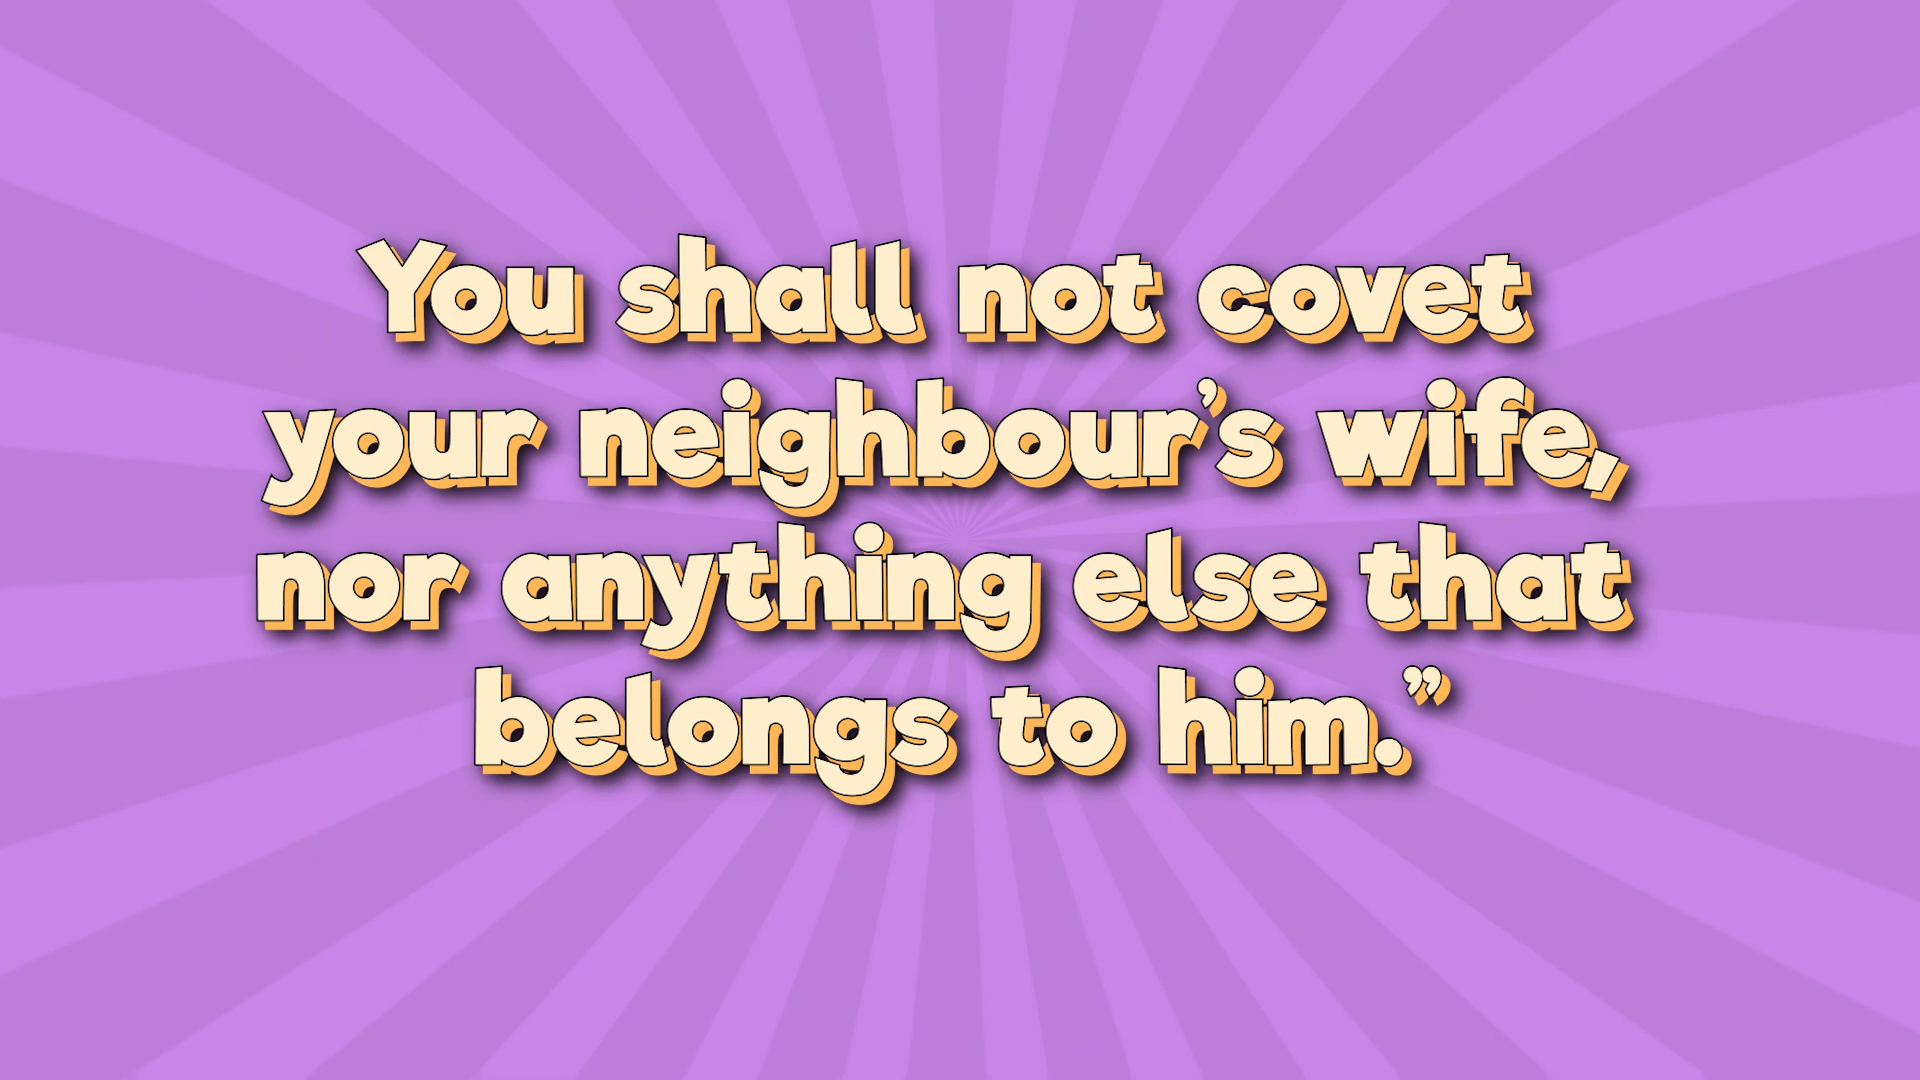 You shall not covet
your neighbour’s wife,
nor anything else that
belongs to him.”